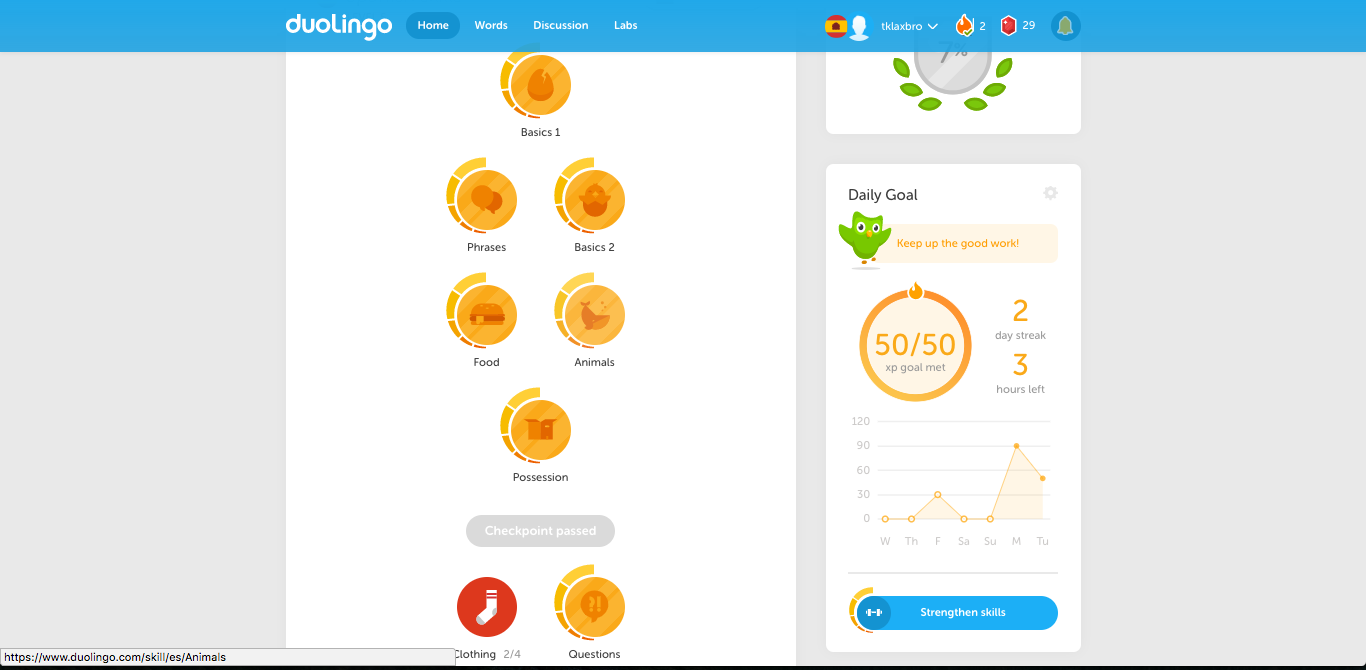 duolingo
Home
Words
Discussion
Labs
tklaxbro
2
29
7%
Basics 1
Phrases
Basics 2
Food
Animals
Possession
Checkpoint passed
Clothing 2/4
?!
Questions
Daily Goal
Keep up the good work!
50/50
xp goal met
2
day streak
3
hours left
120
90
60
30
0
W Th F Sa Su M Tu
Strengthen skills
https://www.duolingo.com/skill/es/Animals